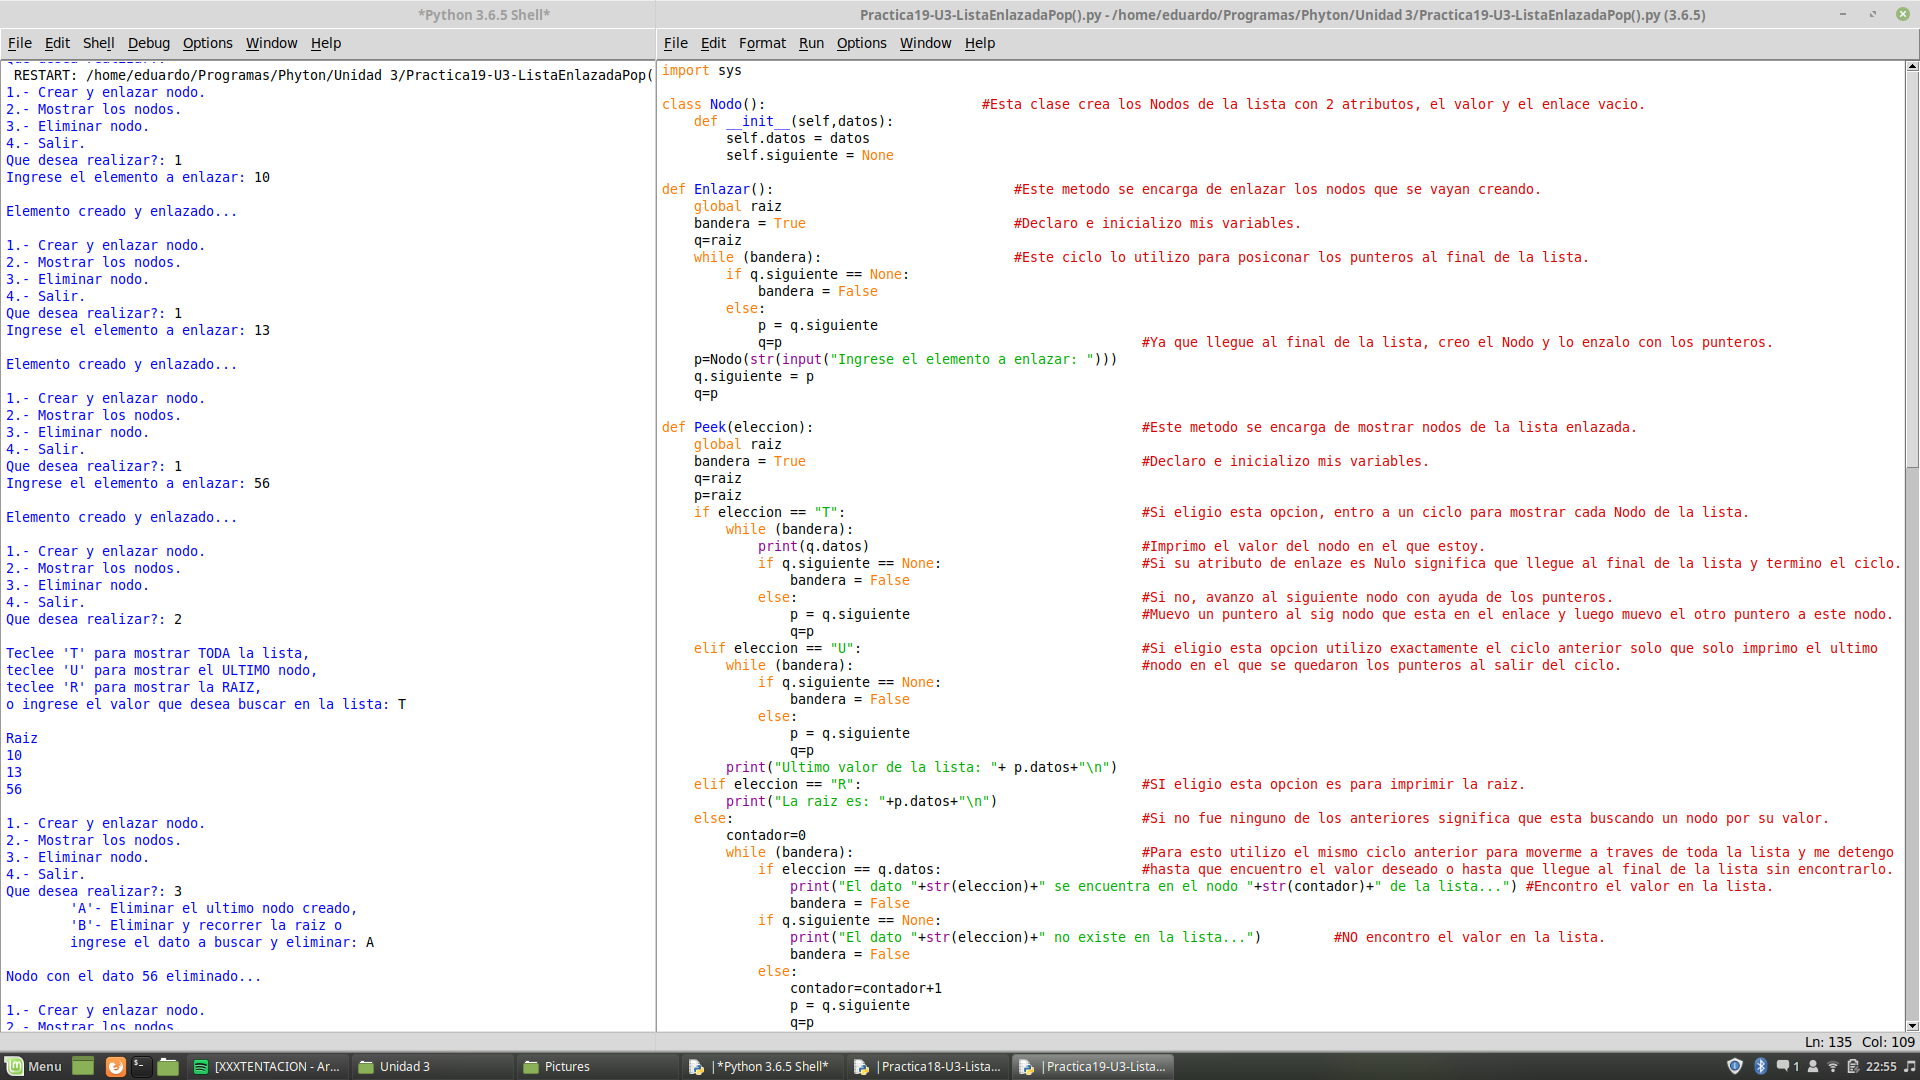 *Python 3.6.5 Shell*
File Edit Shell Debug Options Window Help
RESTART: /home/eduardo/Programas/Phyton/Unidad 3/Practica19-U3-ListaEnlazadaPop(
1.- Crear y enlazar nodo.
2.- Mostrar los nodos.
3.- Eliminar nodo.
4.- Salir.
Que desea realizar?: 1
Ingrese el elemento a enlazar: 10
Elemento creado y enlazado...
1.- Crear y enlazar nodo.
2.- Mostrar los nodos.
3.- Eliminar nodo.
4.- Salir.
Que desea realizar?: 1
Ingrese el elemento a enlazar: 13
Elemento creado y enlazado...
1.- Crear y enlazar nodo.
2.- Mostrar los nodos.
3.- Eliminar nodo.
4.- Salir.
Que desea realizar?: 1
Ingrese el elemento a enlazar: 56
Elemento creado y enlazado...
1.- Crear y enlazar nodo.
2.- Mostrar los nodos.
3.- Eliminar nodo.
4.- Salir.
Que desea realizar?: 2
Teclee 'T' para mostrar TODA la lista,
teclee 'U' para mostrar el ULTIMO nodo,
teclee 'R' para mostrar la RAIZ,
o ingrese el valor que desea buscar en la lista: T
Raiz
10
13
56
1.- Crear y enlazar nodo.
2.- Mostrar los nodos.
3.- Eliminar nodo.
4.- Salir.
Que desea realizar?: 3
'A'- Eliminar el ultimo nodo creado,
'B'- Eliminar y recorrer la raiz o
ingrese el dato a buscar y eliminar: A
Nodo con el dato 56 eliminado...
1.- Crear y enlazar nodo.
2.- Mostrar los nodos.
Practica19-U3-ListaEnlazadaPop().py - /home/eduardo/Programas/Phyton/Unidad 3/Practica19-U3-ListaEnlazadaPop().py (3.6.5)
File Edit Format Run Options Window Help
import sys
class Nodo(): #Esta clase crea los Nodos de la lista con 2 atributos, el valor y el enlace vacio.
def __init__(self,datos):
self.datos = datos
self.siguiente = None
def Enlazar(): #Este metodo se encarga de enlazar los nodos que se vayan creando.
global raiz
bandera = True #Declaro e inicializo mis variables.
q=raiz
while (bandera): #Este ciclo lo utilizo para posiconar los punteros al final de la lista.
if q.siguiente == None:
bandera = False
else:
p = q.siguiente
q=p #Ya que llegue al final de la lista, creo el Nodo y lo enzalo con los punteros.
p=Nodo(str(input("Ingrese el elemento a enlazar: ")))
q.siguiente = p
q=p
def Peek(eleccion): #Este metodo se encarga de mostrar nodos de la lista enlazada.
global raiz
bandera = True #Declaro e inicializo mis variables.
q=raiz
p=raiz
if eleccion == "T": #Si eligio esta opcion, entro a un ciclo para mostrar cada Nodo de la lista.
while (bandera):
print(q.datos) #Imprimo el valor del nodo en el que estoy.
if q.siguiente == None: #Si su atributo de enlaze es Nulo significa que llegue al final de la lista y termino el ciclo.
bandera = False
else: #Si no, avanzo al siguiente nodo con ayuda de los punteros.
p = q.siguiente #Muevo un puntero al sig nodo que esta en el enlace y luego muevo el otro puntero a este nodo.
q=p
elif eleccion == "U": #Si eligio esta opcion utilizo exactamente el ciclo anterior solo que solo imprimo el ultimo
while (bandera): #nodo en el que se quedaron los punteros al salir del ciclo.
if q.siguiente == None:
bandera = False
else:
p = q.siguiente
q=p
print("Ultimo valor de la lista: "+ p.datos+"\n")
elif eleccion == "R": #SI eligio esta opcion es para imprimir la raiz.
print("La raiz es: "+p.datos+"\n")
else: #Si no fue ninguno de los anteriores significa que esta buscando un nodo por su valor.
contador=0
while (bandera): #Para esto utilizo el mismo ciclo anterior para moverme a traves de toda la lista y me detengo
if eleccion == q.datos: #hasta que encuentro el valor deseado o hasta que llegue al final de la lista sin encontrarlo.
print("El dato "+str(eleccion)+" se encuentra en el nodo "+str(contador)+" de la lista...") #Encontro el valor en la lista.
bandera = False
if q.siguiente == None:
print("El dato "+str(eleccion)+" no existe en la lista...") #NO encontro el valor en la lista.
bandera = False
else:
contador=contador+1
p = q.siguiente
q=p
Ln: 135 Col: 109
Menu [XXXTENTACION - Ar... Unidad 3 Pictures |*Python 3.6.5 Shell* |Practica18-U3-Lista... |Practica19-U3-Lista... 1 22:55